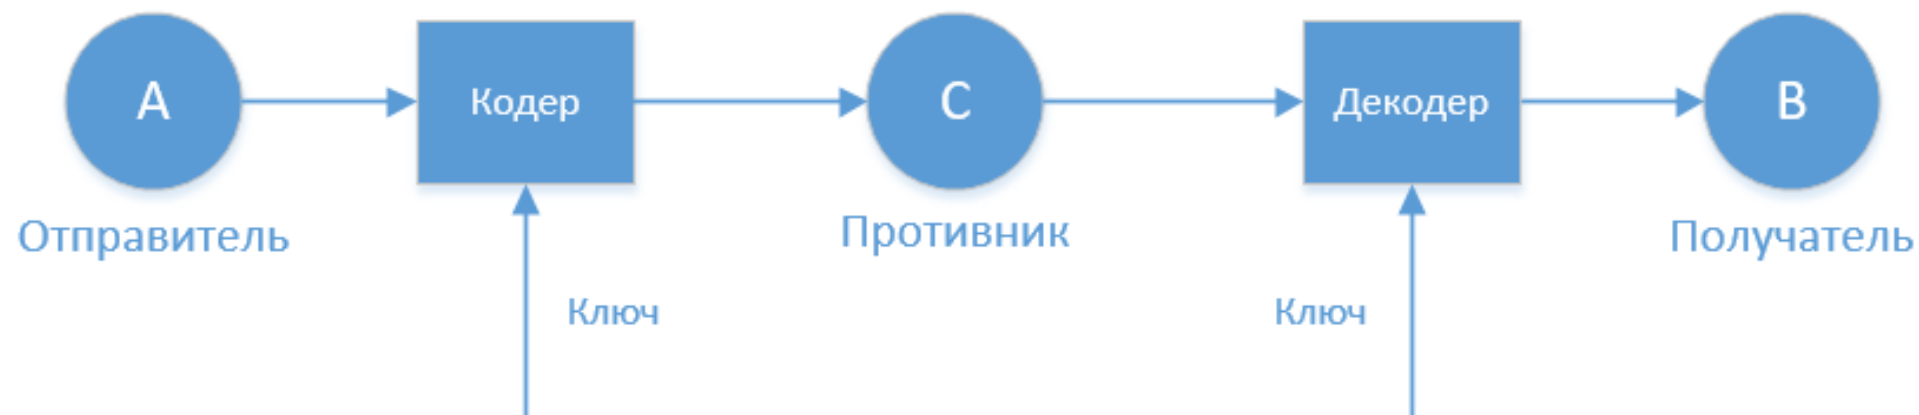 A
Кодер
C
Декодер
B
Отправитель
Противник
Получатель
Ключ
Ключ